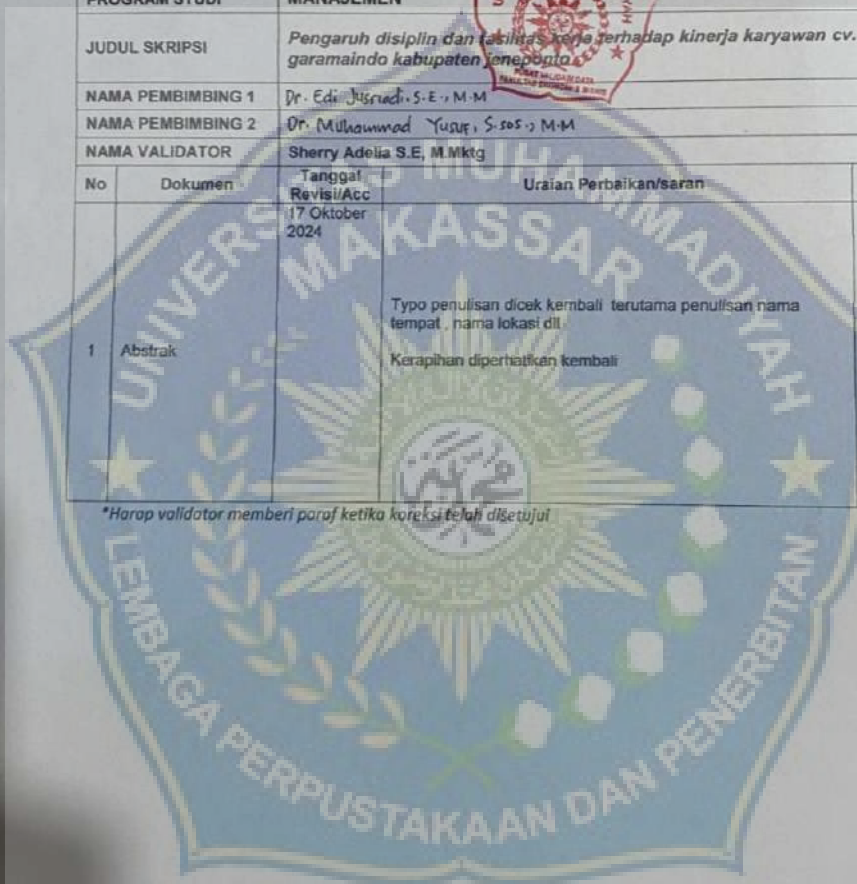 PROGRAM STUDI MANAJEMEN
JUDUL SKRIPSI Pengaruh disiplin dan fasilitas kerja terhadap kinerja karyawan cv.
garamaindo kabupaten jeneponto
NAMA PEMBIMBING 1 Dr. Edi Jusriadi. S.E., M.M
NAMA PEMBIMBING 2 Dr. Muhammad Yusuf, S.sos., M.M
NAMA VALIDATOR Sherry Adelia S.E, M.Mktg
No Dokumen Tanggal Revisi/Acc Uraian Perbaikan/saran
17 Oktober
2024
Typo penulisan dicek kembali terutama penulisan nama
tempat , nama lokasi dll
1 Abstrak
Kerapihan diperhatikan kembali
*Harap validator memberi paraf ketika koreksi telah disetujui
UNIVERSITAS MUHAMMADIYAH
MAKASSAR
LEMBAGA PERPUSTAKAAN DAN PENERBITAN